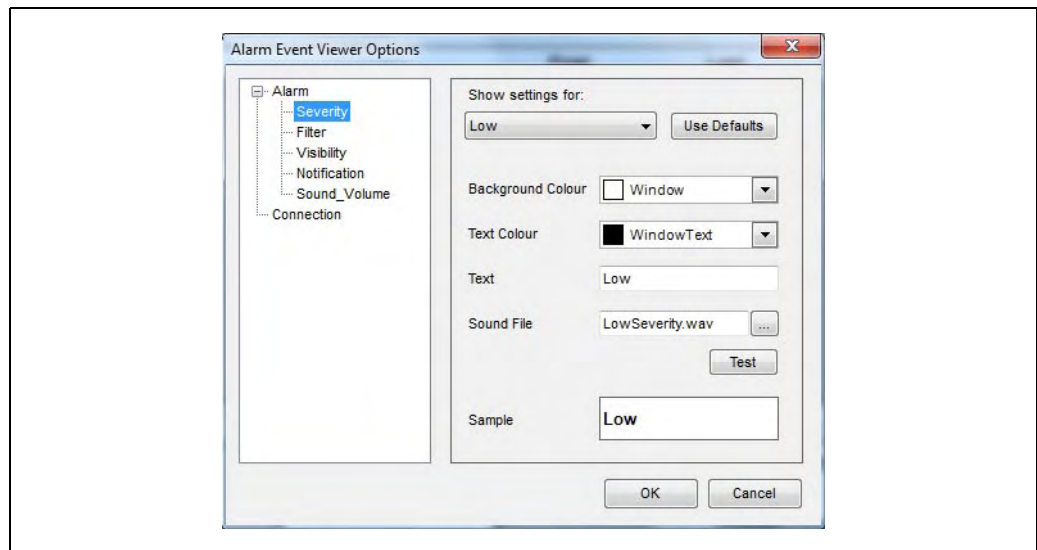 Alarm Event Viewer Options
Alarm
Severity
Filter
Visibility
Notification
Sound_Volume
Connection
Show settings for:
Low
Use Defaults
Background Colour
Window
Text Colour
WindowText
Text
Low
Sound File
LowSeverity.wav
...
Test
Sample
Low
OK
Cancel